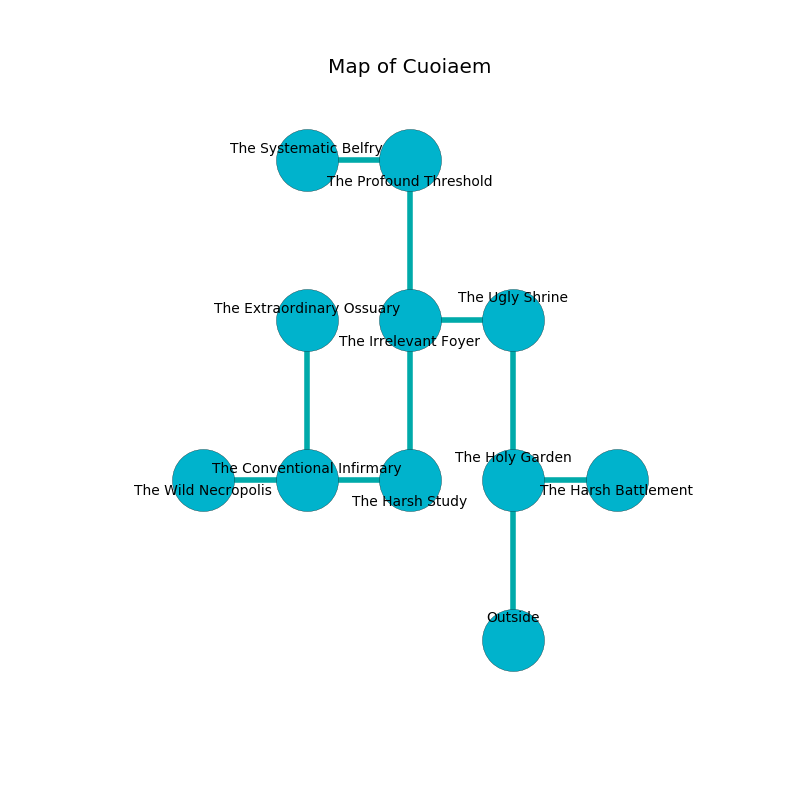 Map of Cuoiaem
The Systematic Belfry
The Profound Threshold
The Ugly Shrine
The Extraordinary Ossuary
The Irrelevant Foyer
The Holy Garden
The Conventional Infirmary
The Wild Necropolis
The Harsh Battlement
The Harsh Study
Outside